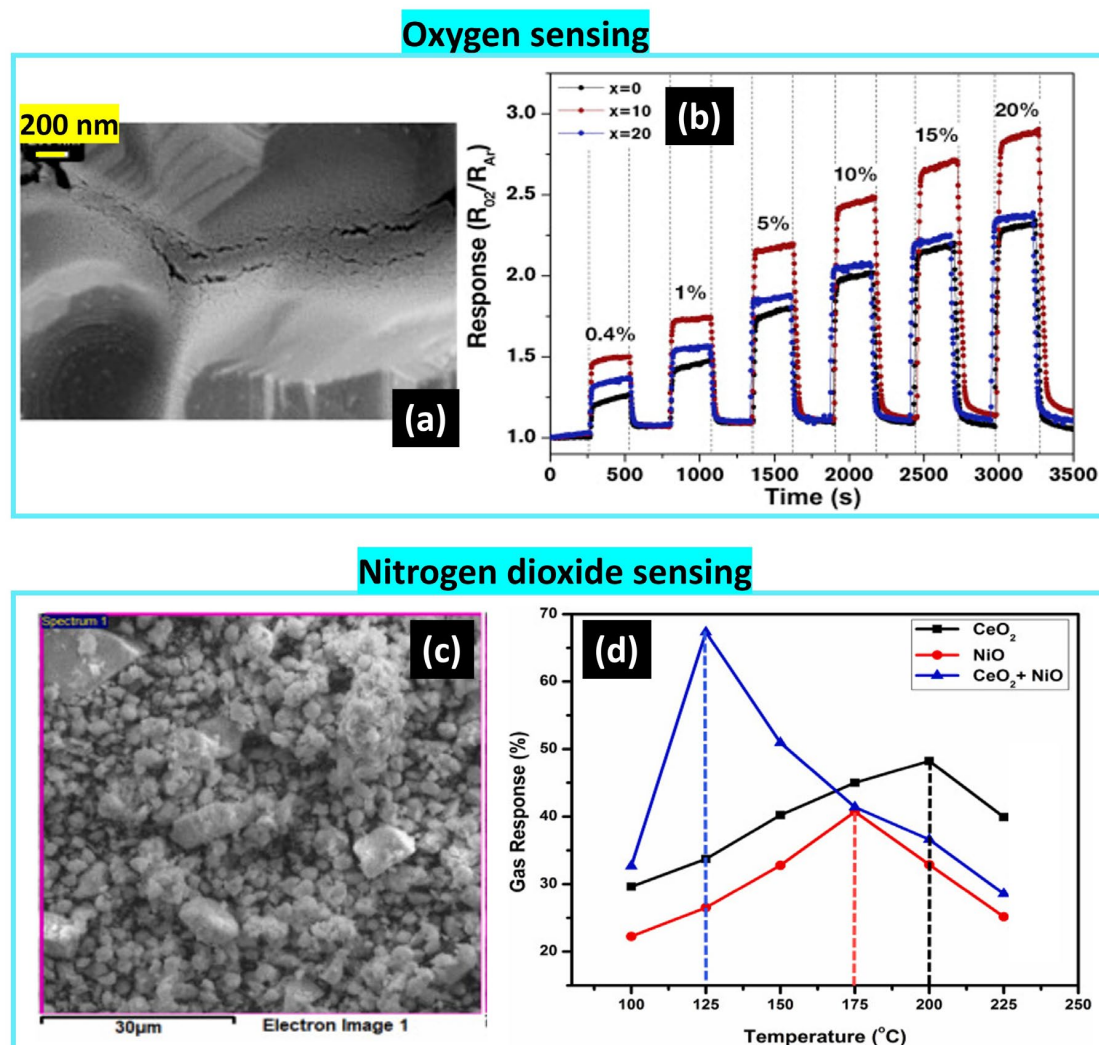 Oxygen sensing
200 nm
(a)
(b)
x=0
x=10
x=20
0.4%
1%
5%
10%
15%
20%
3.0
2.5
2.0
1.5
1.0
Response (R02/RAr)
0 500 1000 1500 2000 2500 3000 3500
Time (s)
Nitrogen dioxide sensing
Spectrum 1
(c)
30µm
Electron Image 1
(d)
CeO2
NiO
CeO2+ NiO
70
60
50
40
30
20
Gas Response (%)
100 125 150 175 200 225 250
Temperature (oC)